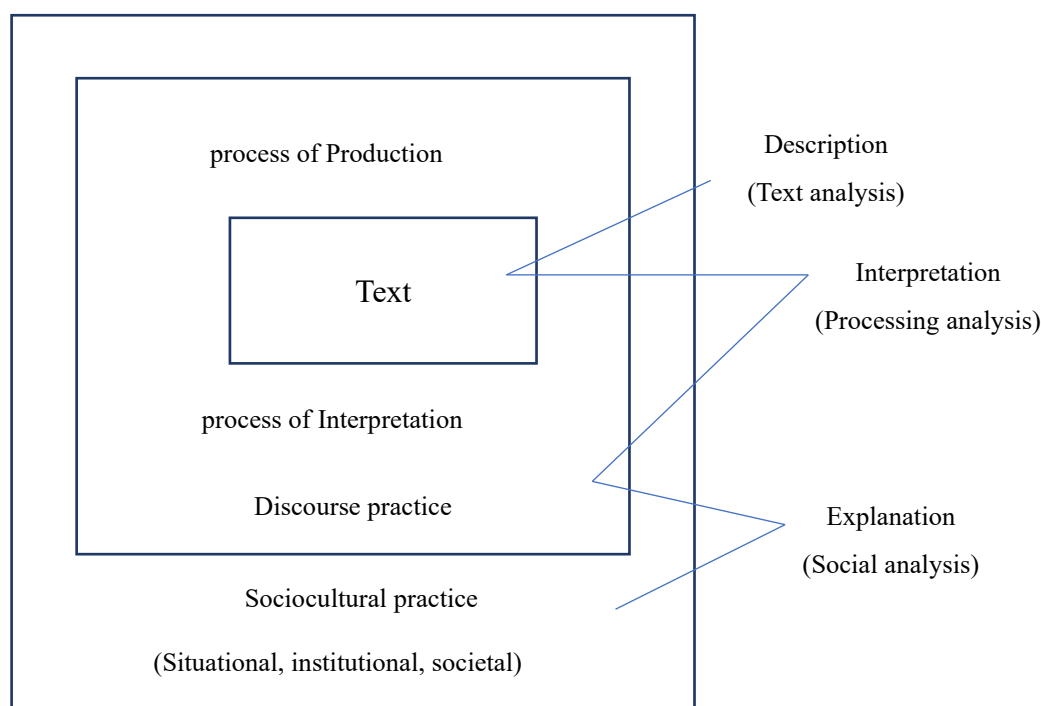 process of Production
Text
process of Interpretation
Discourse practice
Sociocultural practice
(Situational, institutional, societal)
Description
(Text analysis)
Interpretation
(Processing analysis)
Explanation
(Social analysis)